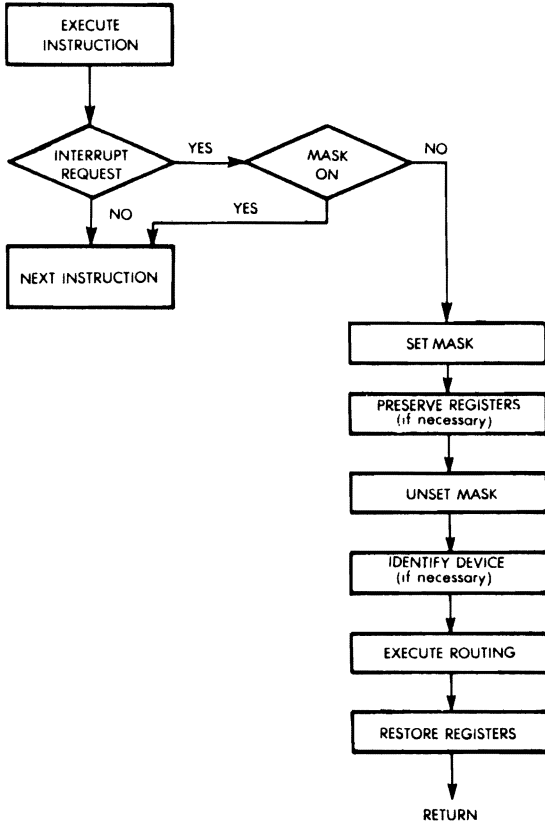 EXECUTE
INSTRUCTION
INTERRUPT
REQUEST
YES
MASK
ON
NO
NO
YES
NEXT INSTRUCTION
SET MASK
PRESERVE REGISTERS
(if necessary)
UNSET MASK
IDENTIFY DEVICE
(if necessary)
EXECUTE ROUTING
RESTORE REGISTERS
RETURN